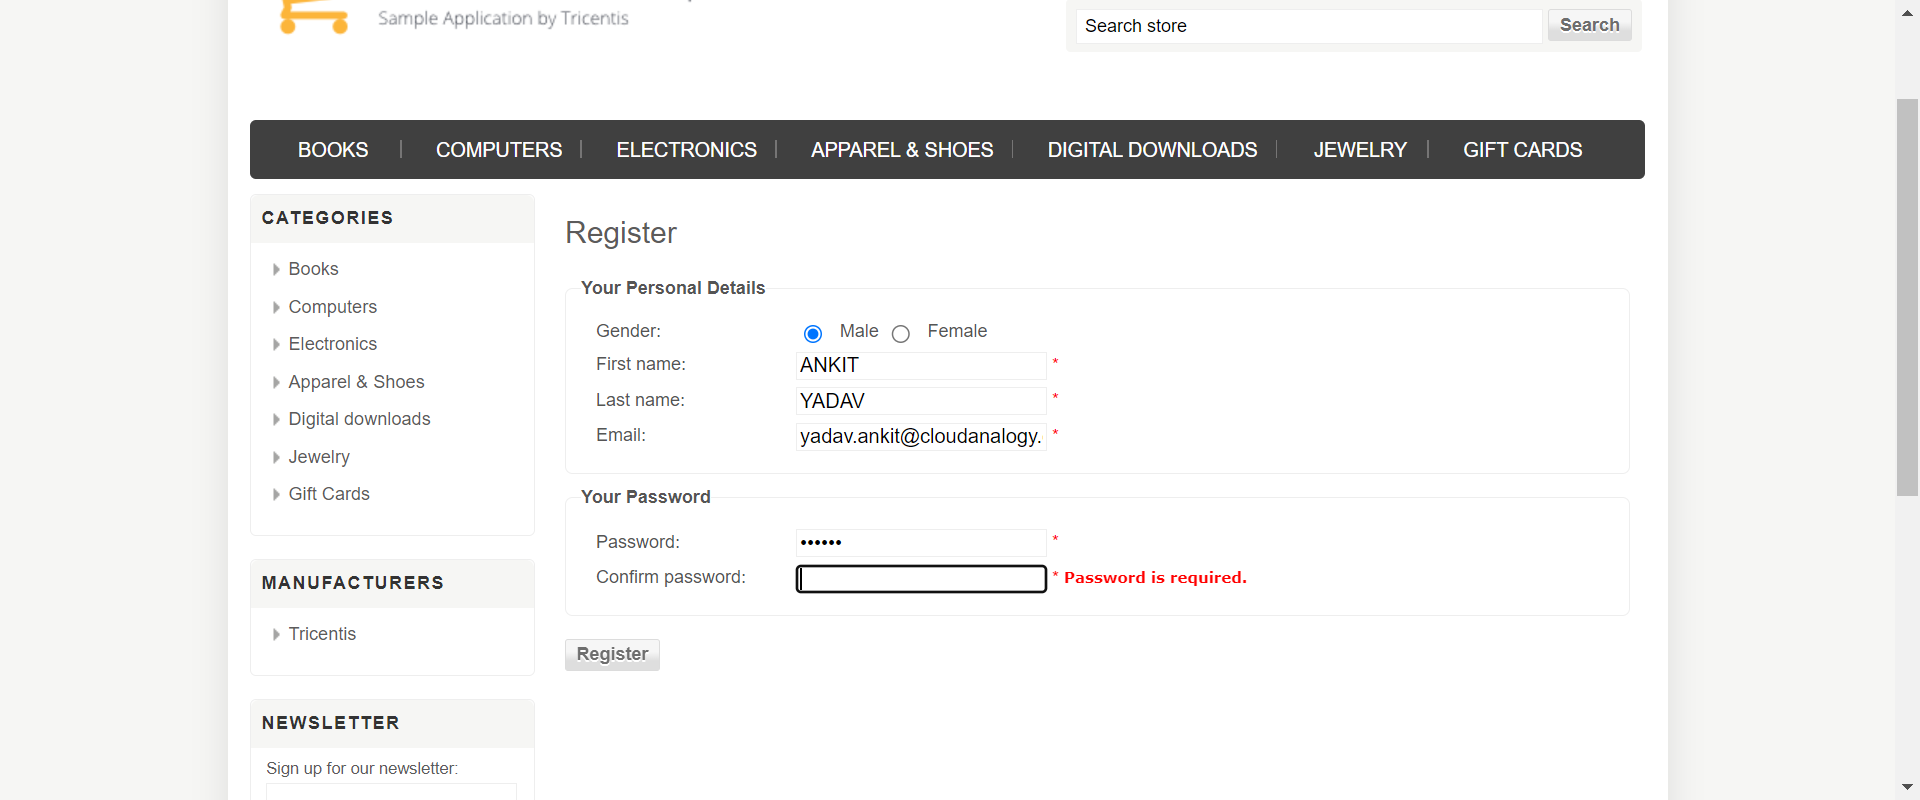 Sample Application by Tricentis
Search store
Search
BOOKS
COMPUTERS
ELECTRONICS
APPAREL & SHOES
DIGITAL DOWNLOADS
JEWELRY
GIFT CARDS
CATEGORIES
Books
Computers
Electronics
Apparel & Shoes
Digital downloads
Jewelry
Gift Cards
MANUFACTURERS
Tricentis
NEWSLETTER
Sign up for our newsletter:
Register
Your Personal Details
Gender: Male Female
First name: ANKIT *
Last name: YADAV *
Email: yadav.ankit@cloudanalogy. *
Your Password
Password: •••••• *
Confirm password: * Password is required.
Register